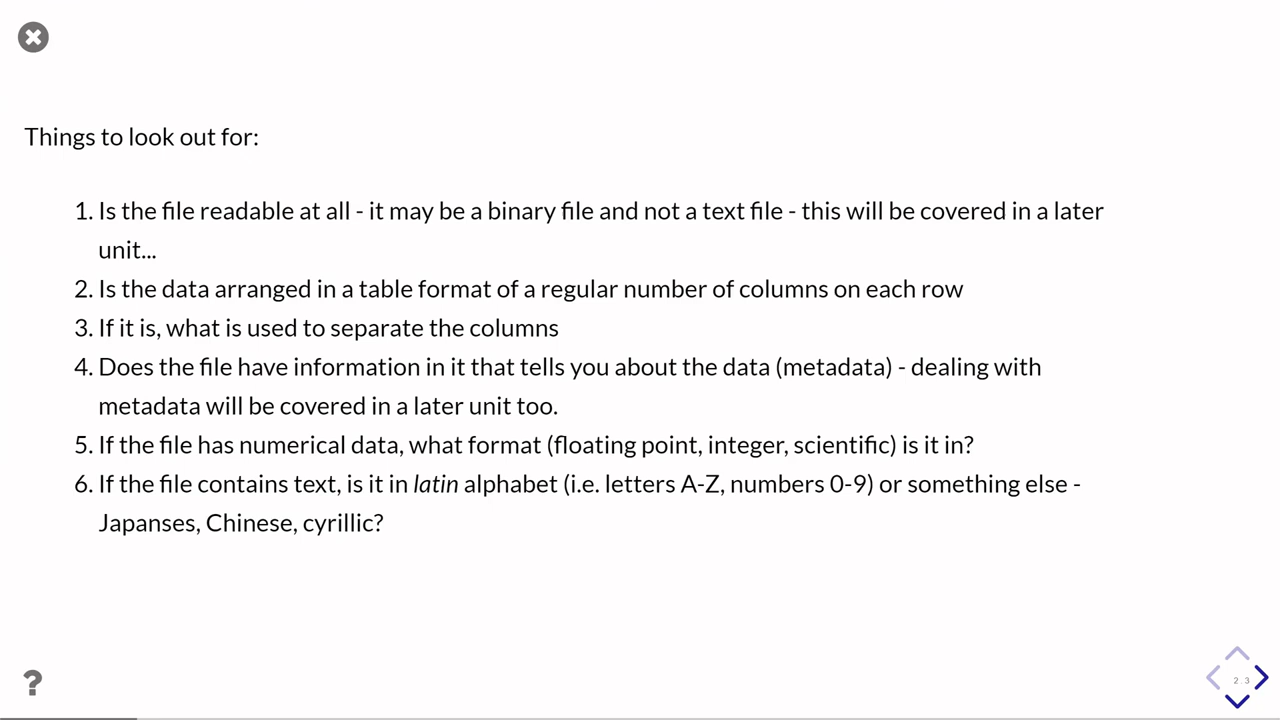 Things to look out for:
1. Is the file readable at all - it may be a binary file and not a text file - this will be covered in a later
unit...
2. Is the data arranged in a table format of a regular number of columns on each row
3. If it is, what is used to separate the columns
4. Does the file have information in it that tells you about the data (metadata) - dealing with
metadata will be covered in a later unit too.
5. If the file has numerical data, what format (floating point, integer, scientific) is it in?
6. If the file contains text, is it in latin alphabet (i.e. letters A-Z, numbers 0-9) or something else -
Japanses, Chinese, cyrillic?
?
2.3